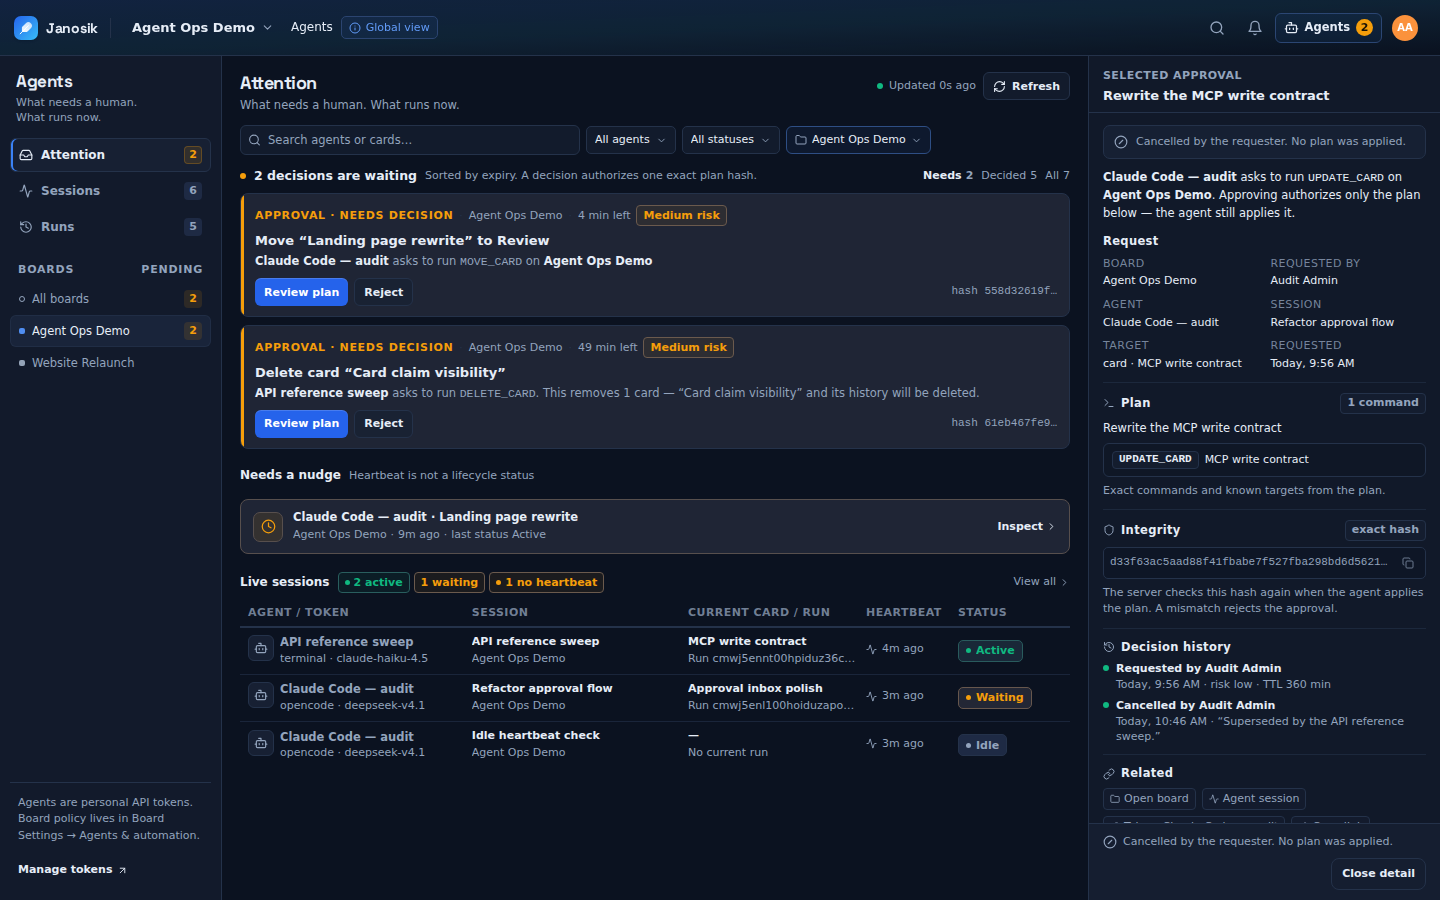 Janosik
Agent Ops Demo
Agents
Global view
Agents 2
AA
Agents
What needs a human.
What runs now.
Attention 2
Sessions 6
Runs 5
BOARDS PENDING
All boards 2
Agent Ops Demo 2
Website Relaunch
Agents are personal API tokens.
Board policy lives in Board
Settings → Agents & automation.
Manage tokens
Attention
What needs a human. What runs now.
Updated 0s ago
Refresh
Search agents or cards...
All agents
All statuses
Agent Ops Demo
2 decisions are waiting Sorted by expiry. A decision authorizes one exact plan hash.
Needs 2 Decided 5 All 7
APPROVAL · NEEDS DECISION Agent Ops Demo 4 min left Medium risk
Move “Landing page rewrite” to Review
Claude Code — audit asks to run MOVE_CARD on Agent Ops Demo
Review plan Reject hash 558d32619f…
APPROVAL · NEEDS DECISION Agent Ops Demo 49 min left Medium risk
Delete card “Card claim visibility”
API reference sweep asks to run DELETE_CARD. This removes 1 card — “Card claim visibility” and its history will be deleted.
Review plan Reject hash 61eb467fe9…
Needs a nudge Heartbeat is not a lifecycle status
Claude Code — audit · Landing page rewrite
Agent Ops Demo · 9m ago · last status Active
Inspect
Live sessions 2 active 1 waiting 1 no heartbeat View all
AGENT / TOKEN SESSION CURRENT CARD / RUN HEARTBEAT STATUS
API reference sweep API reference sweep MCP write contract 4m ago Active
terminal · claude-haiku-4.5 Agent Ops Demo Run cmwj5ennt00hpiduz36c…
Claude Code — audit Refactor approval flow Approval inbox polish 3m ago Waiting
opencode · deepseek-v4.1 Agent Ops Demo Run cmwj5enl100hoiduzapo…
Claude Code — audit Idle heartbeat check — 3m ago Idle
opencode · deepseek-v4.1 Agent Ops Demo No current run
SELECTED APPROVAL
Rewrite the MCP write contract
Cancelled by the requester. No plan was applied.
Claude Code — audit asks to run UPDATE_CARD on
Agent Ops Demo. Approving authorizes only the plan
below — the agent still applies it.
Request
BOARD REQUESTED BY
Agent Ops Demo Audit Admin
AGENT SESSION
Claude Code — audit Refactor approval flow
TARGET REQUESTED
card · MCP write contract Today, 9:56 AM
Plan 1 command
Rewrite the MCP write contract
UPDATE_CARD MCP write contract
Exact commands and known targets from the plan.
Integrity exact hash
d33f63ac5aad88f41fbabe7f527fba298bd6d5621…
The server checks this hash again when the agent applies
the plan. A mismatch rejects the approval.
Decision history
Requested by Audit Admin
Today, 9:56 AM · risk low · TTL 360 min
Cancelled by Audit Admin
Today, 10:46 AM · “Superseded by the API reference
sweep.”
Related
Open board Agent session
Cancelled by the requester. No plan was applied.
Close detail